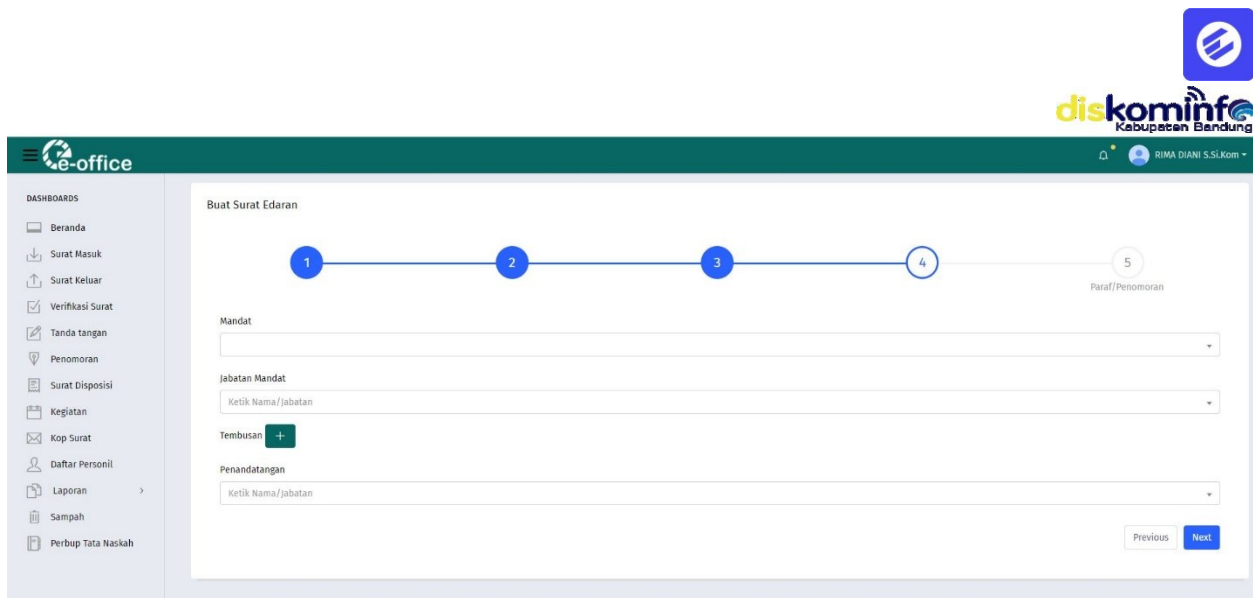 diskominfo
Kabupaten Bandung
e-office
RIMA DIANI S.Si.Kom
DASHBOARDS
Beranda
Surat Masuk
Surat Keluar
Verifikasi Surat
Tanda tangan
Penomoran
Surat Disposisi
Kegiatan
Kop Surat
Daftar Personil
Laporan
Sampah
Perbup Tata Naskah
Buat Surat Edaran
1 2 3 4 5
Paraf/Penomoran
Mandat
Jabatan Mandat
Ketik Nama/Jabatan
Tembusan +
Penandatangan
Ketik Nama/Jabatan
Previous Next